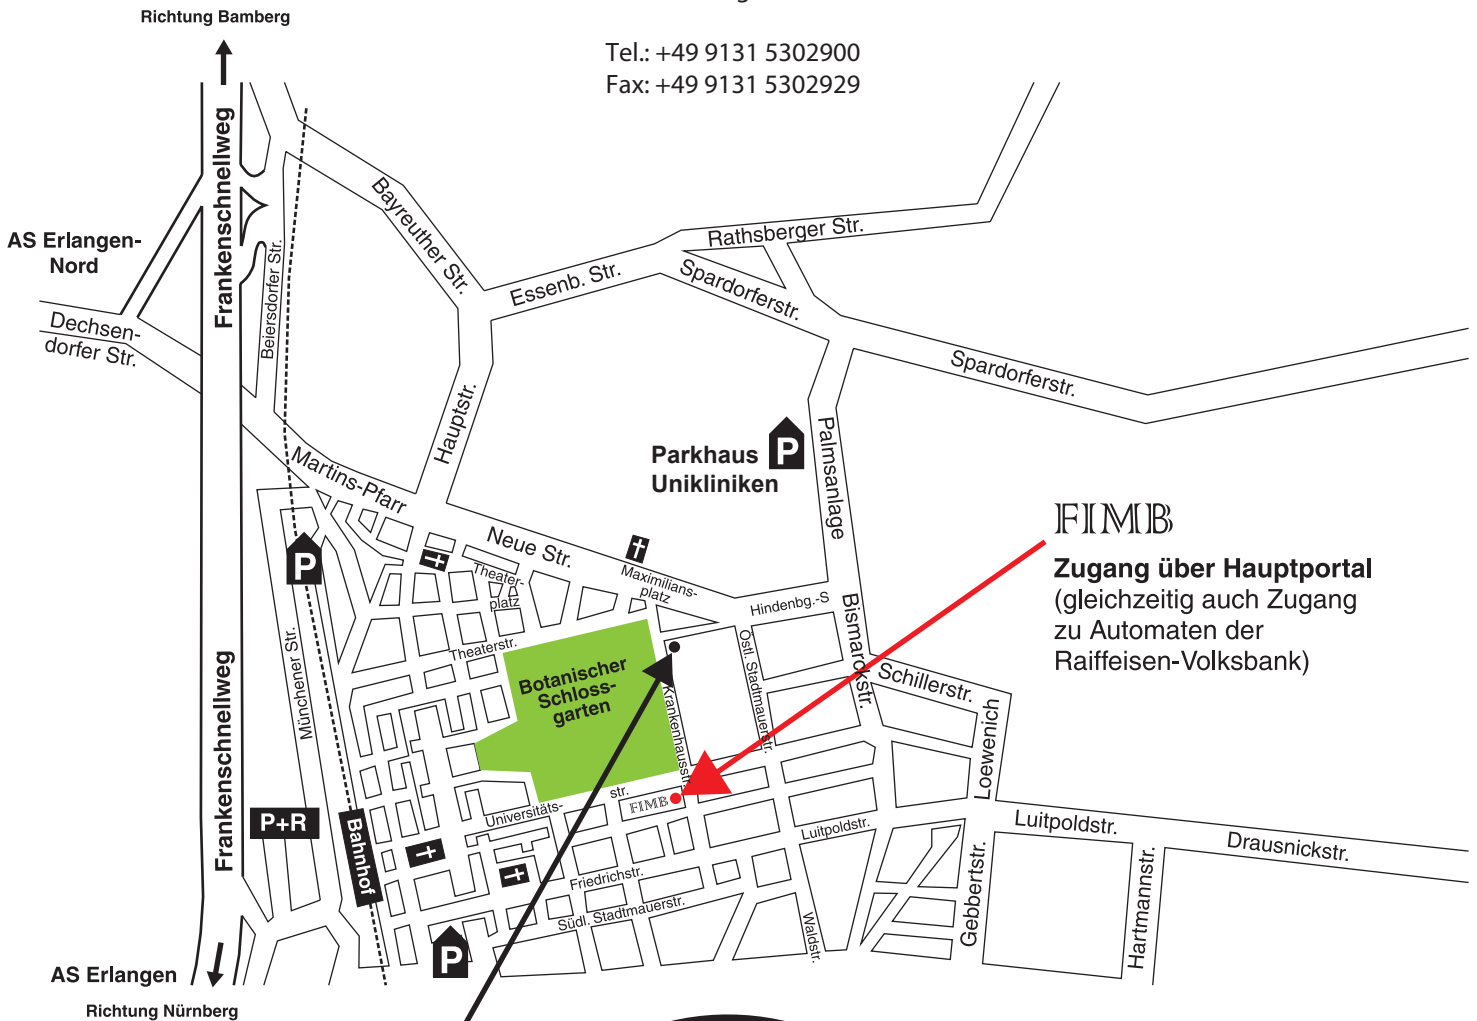 Richtung Bamberg
Tel.: +49 9131 5302900
Fax: +49 9131 5302929
Frankenschnellweg
AS Erlangen-
Nord
Dechsen-
dorfer Str.
Beiersdorfer Str.
Bayreuther Str.
Essenb. Str.
Rathsberger Str.
Spardorferstr.
Spardorferstr.
Hauptstr.
Martins-Pfarr
Parkhaus
Unikliniken
P
Palmsanlage
P
Neue Str.
Theater-
platz
Maximilians-
platz
Hindenbg.-S
Bismarckstr.
FIMB
Zugang über Hauptportal
(gleichzeitig auch Zugang
zu Automaten der
Raiffeisen-Volksbank)
Theaterstr.
Botanischer
Schloss-
garten
Östl. Stadtmauerstr.
Krankenhausstr.
Schillerstr.
Loewenich
Münchener Str.
Frankenschnellweg
P+R
Bahnhof
Universitäts-
str.
FIMB
Luitpoldstr.
Luitpoldstr.
Drausnickstr.
Friedrichstr.
Südl. Stadtmauerstr.
Waldstr.
Gebbertstr.
Hartmannstr.
P
AS Erlangen
Richtung Nürnberg